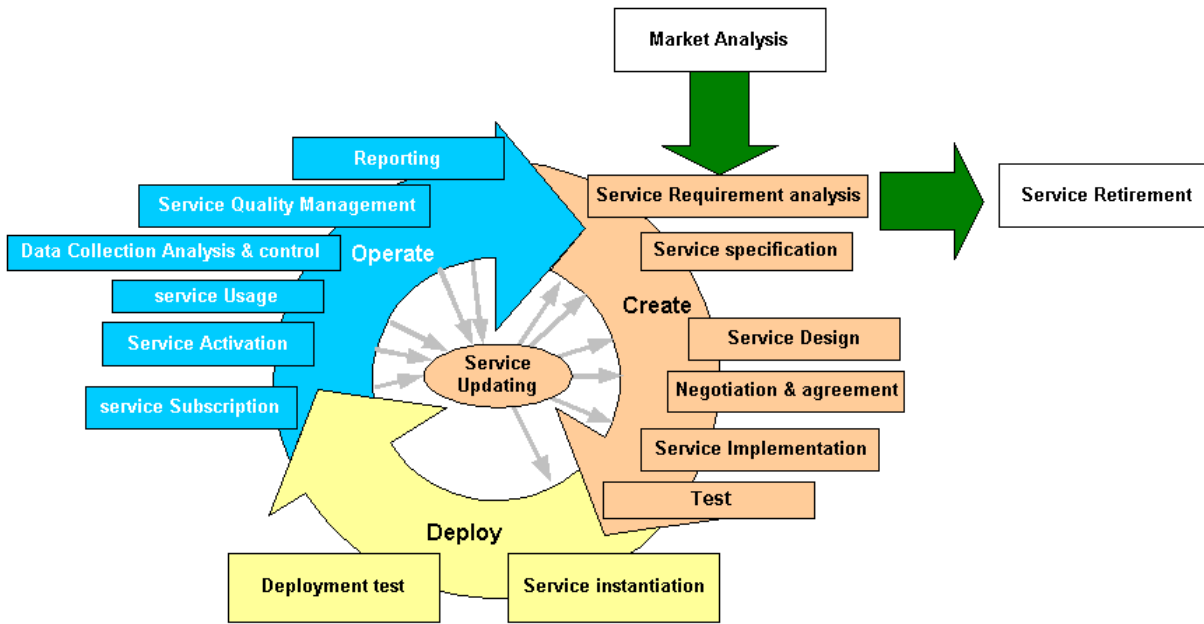 Market Analysis
Reporting
Service Requirement analysis
Service Retirement
Service Quality Management
Data Collection Analysis & control
Operate
Service specification
service Usage
Create
Service Activation
Service Design
Service
Updating
Negotiation & agreement
service Subscription
Service Implementation
Test
Deploy
Deployment test
Service instantiation